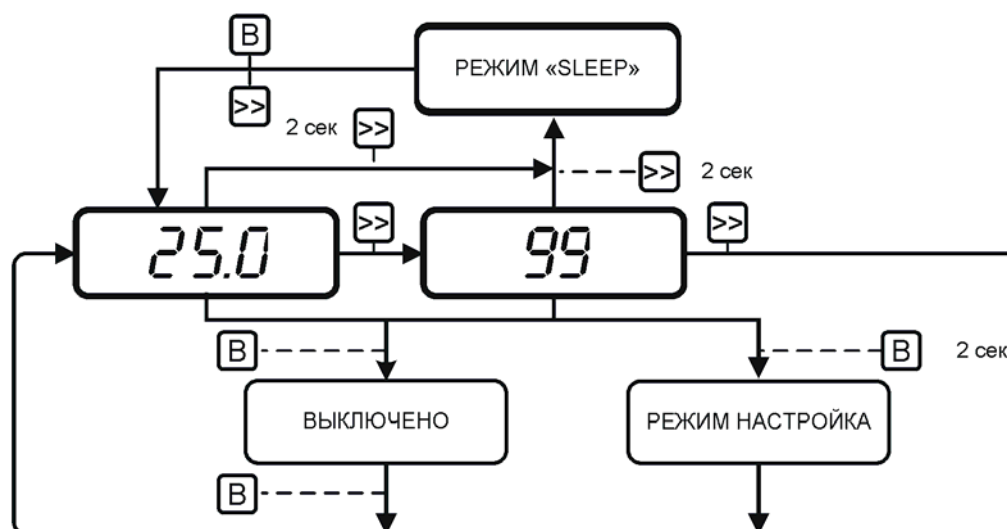 В
РЕЖИМ «SLEEP»
>>
2 сек >>
>> 2 сек
25.0 >> 99 >>
В В 2 сек
ВЫКЛЮЧЕНО РЕЖИМ НАСТРОЙКА
В